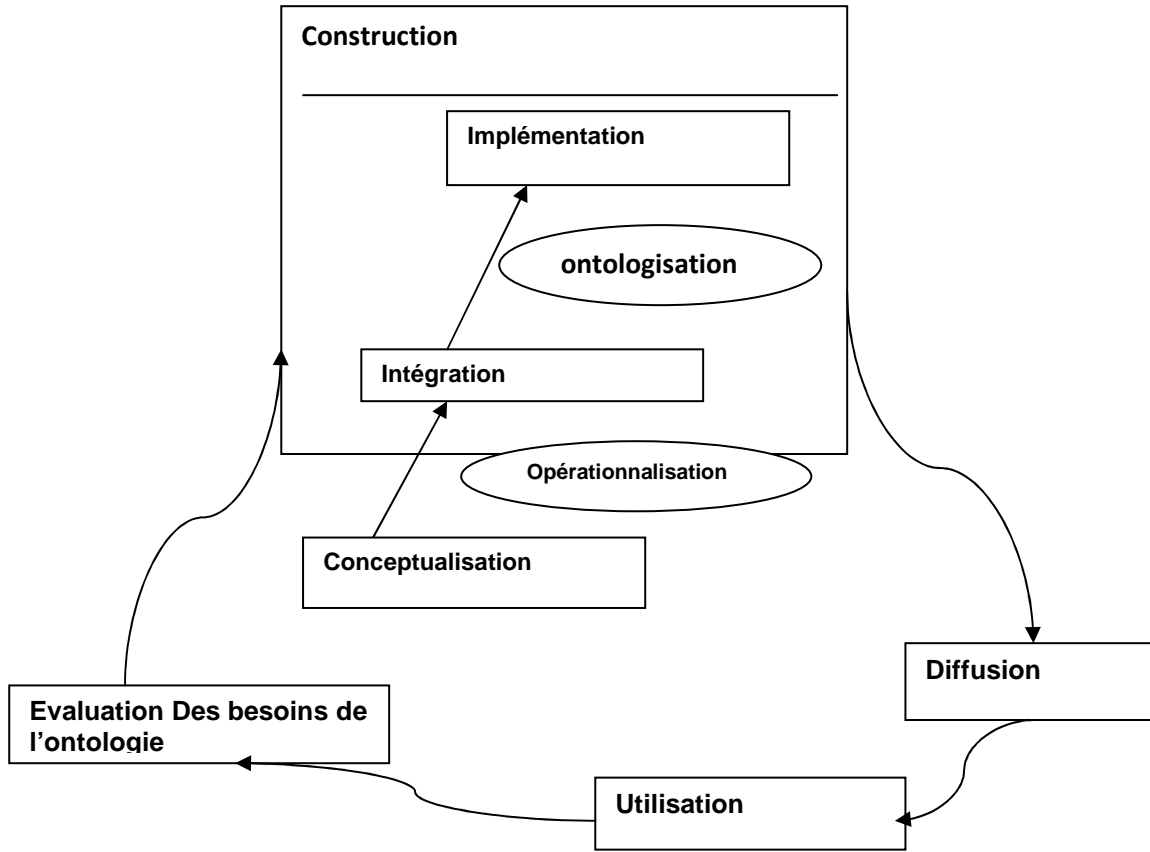 Construction
Implémentation
ontologisation
Intégration
Opérationnalisation
Conceptualisation
Diffusion
Evaluation Des besoins de
l’ontologie
Utilisation